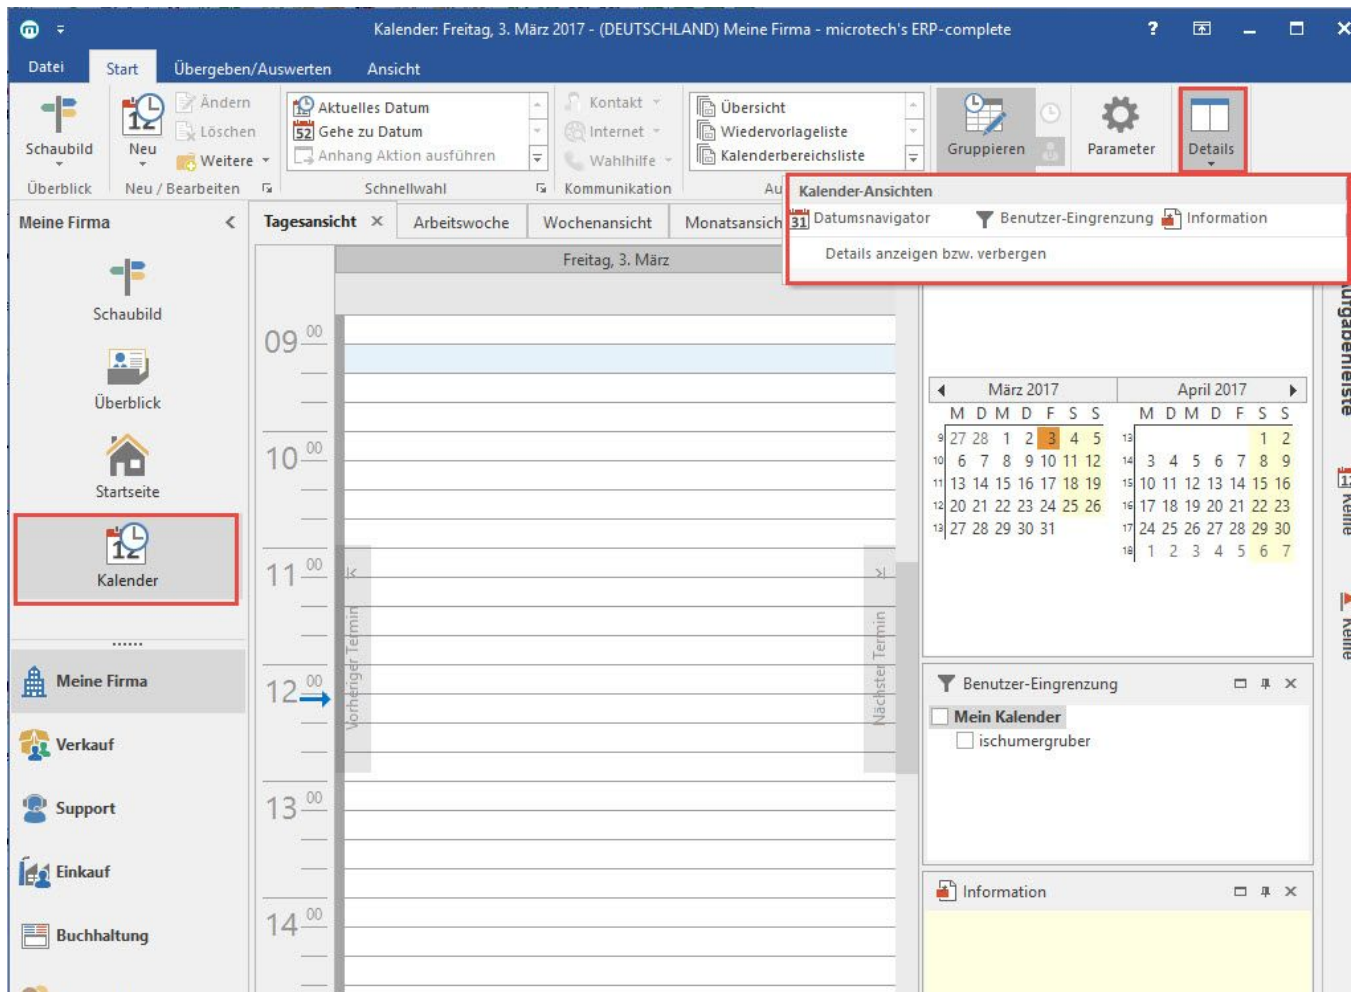 Kalender: Freitag, 3. März 2017 - (DEUTSCHLAND) Meine Firma - microtech's ERP-complete
?
Datei Start Übergeben/Auswerten Ansicht
Schaubild
Überblick
Neu
Ändern
Löschen
Weitere
Neu / Bearbeiten
Aktuelles Datum
Gehe zu Datum
Anhang Aktion ausführen
Schnellwahl
Kontakt
Internet
Wahlhilfe
Kommunikation
Übersicht
Wiedervorlageliste
Kalenderbereichsliste
Au
Gruppieren
Parameter
Details
Kalender-Ansichten
31 Datumsnavigator Benutzer-Eingrenzung Information
Details anzeigen bzw. verbergen
Meine Firma
Schaubild
Überblick
Startseite
12
Kalender
Meine Firma
Verkauf
Support
Einkauf
Buchhaltung
Tagesansicht Arbeitswoche Wochenansicht Monatsansich
Freitag, 3. März
09 00
10 00
11 00
12 00
13 00
14 00
Vorheriger Termin
Nächster Termin
März 2017
M D M D F S S
9 27 28 1 2 3 4 5
10 6 7 8 9 10 11 12
11 13 14 15 16 17 18 19
12 20 21 22 23 24 25 26
13 27 28 29 30 31
April 2017
M D M D F S S
13 1 2
14 3 4 5 6 7 8 9
15 10 11 12 13 14 15 16
16 17 18 19 20 21 22 23
17 24 25 26 27 28 29 30
18 1 2 3 4 5 6 7
Benutzer-Eingrenzung
Mein Kalender
ischumergruber
Information
ufgabenleiste
Keine
Keine